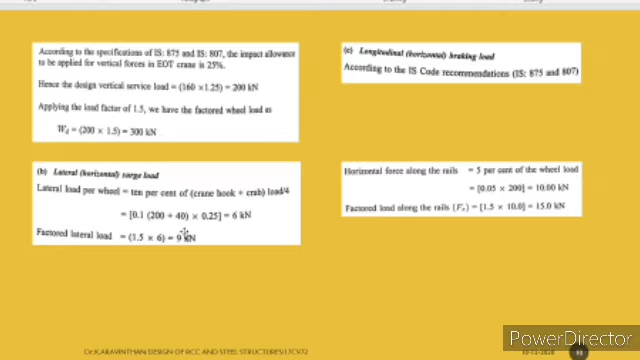 According to the specifications of IS: 875 and IS: 807, the impact allowance
to be applied for vertical forces in EOT crane is 25%.
Hence the design vertical service load = (160 ×1.25) = 200 kN
Applying the load factor of 1.5, we have the factored wheel load as
Wd = (200 × 1.5) = 300 kN
(b) Lateral (horizontal) surge load
Lateral load per wheel = ten per cent of (crane hook + crab) load/4
= [0.1 (200 + 40) × 0.25] = 6 kN
Factored lateral load = (1.5 × 6) = 9 kN
(c) Longitudinal (horizontal) braking load
According to the IS Code recommendations (IS: 875 and 807)
Horizontal force along the rails = 5 per cent of the wheel load
= [0.05 × 200] = 10.00 kN
Factored load along the rails = [1.5 × 10.0] = 15.0 kN
Dr.KARAVINTHAN/DESIGN OF RCC AND STEEL STRUCTURES/17CV72
PowerDirector